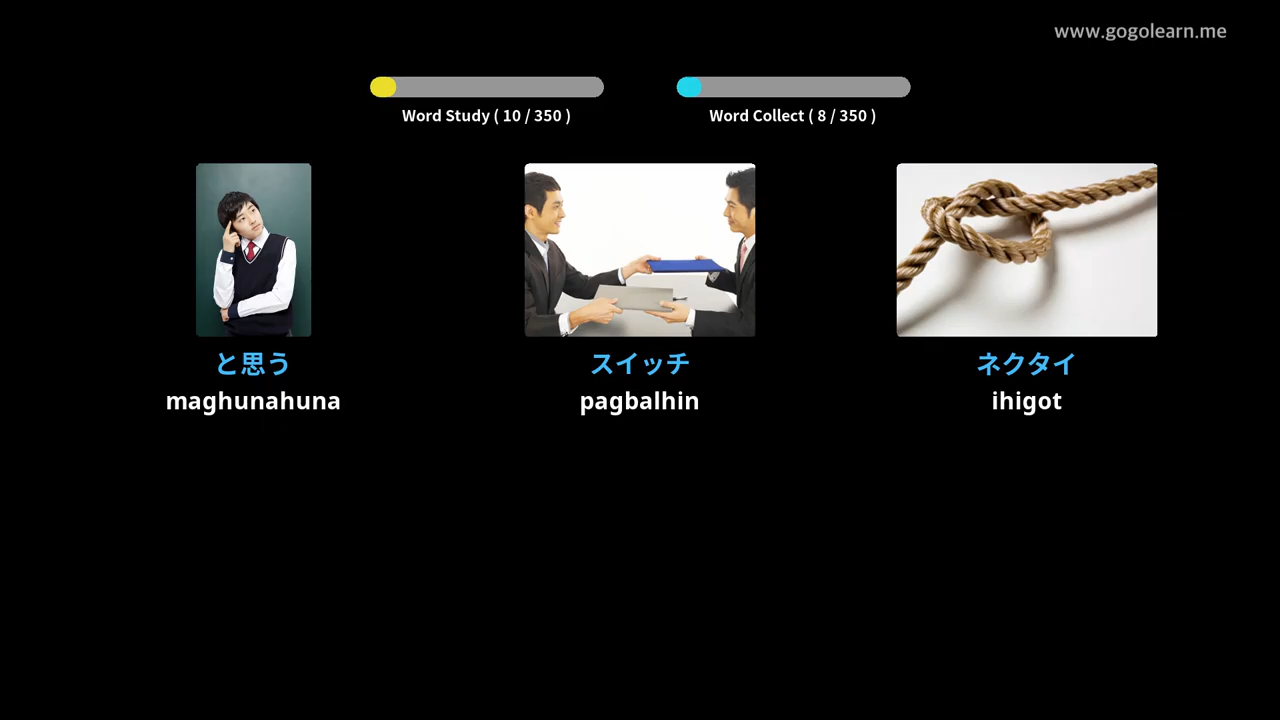 www.gogolearn.me
Word Study ( 10 / 350 )
Word Collect ( 8 / 350 )
と思う
maghunahuna
スイッチ
pagbalhin
ネクタイ
ihigot